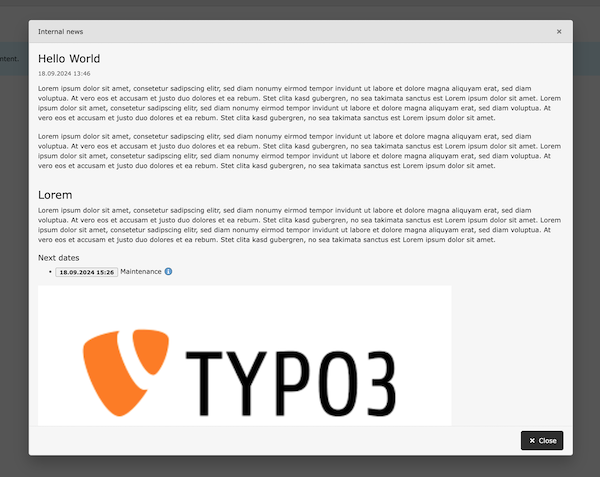 Internal news
ntent.
Hello World
18.09.2024 13:46
Lorem ipsum dolor sit amet, consetetur sadipscing elitr, sed diam nonumy eirmod tempor invidunt ut labore et dolore magna aliquyam erat, sed diam
voluptua. At vero eos et accusam et justo duo dolores et ea rebum. Stet clita kasd gubergren, no sea takimata sanctus est Lorem ipsum dolor sit amet. Lorem
ipsum dolor sit amet, consetetur sadipscing elitr, sed diam nonumy eirmod tempor invidunt ut labore et dolore magna aliquyam erat, sed diam voluptua. At
vero eos et accusam et justo duo dolores et ea rebum. Stet clita kasd gubergren, no sea takimata sanctus est Lorem ipsum dolor sit amet.
Lorem ipsum dolor sit amet, consetetur sadipscing elitr, sed diam nonumy eirmod tempor invidunt ut labore et dolore magna aliquyam erat, sed diam
voluptua. At vero eos et accusam et justo duo dolores et ea rebum. Stet clita kasd gubergren, no sea takimata sanctus est Lorem ipsum dolor sit amet. Lorem
ipsum dolor sit amet, consetetur sadipscing elitr, sed diam nonumy eirmod tempor invidunt ut labore et dolore magna aliquyam erat, sed diam voluptua. At
vero eos et accusam et justo duo dolores et ea rebum. Stet clita kasd gubergren, no sea takimata sanctus est Lorem ipsum dolor sit amet.
Lorem
Lorem ipsum dolor sit amet, consetetur sadipscing elitr, sed diam nonumy eirmod tempor invidunt ut labore et dolore magna aliquyam erat, sed diam
voluptua. At vero eos et accusam et justo duo dolores et ea rebum. Stet clita kasd gubergren, no sea takimata sanctus est Lorem ipsum dolor sit amet. Lorem
ipsum dolor sit amet, consetetur sadipscing elitr, sed diam nonumy eirmod tempor invidunt ut labore et dolore magna aliquyam erat, sed diam voluptua. At
vero eos et accusam et justo duo dolores et ea rebum. Stet clita kasd gubergren, no sea takimata sanctus est Lorem ipsum dolor sit amet.
Next dates
• 18.09.2024 15:26 Maintenance
TYPO3
Close